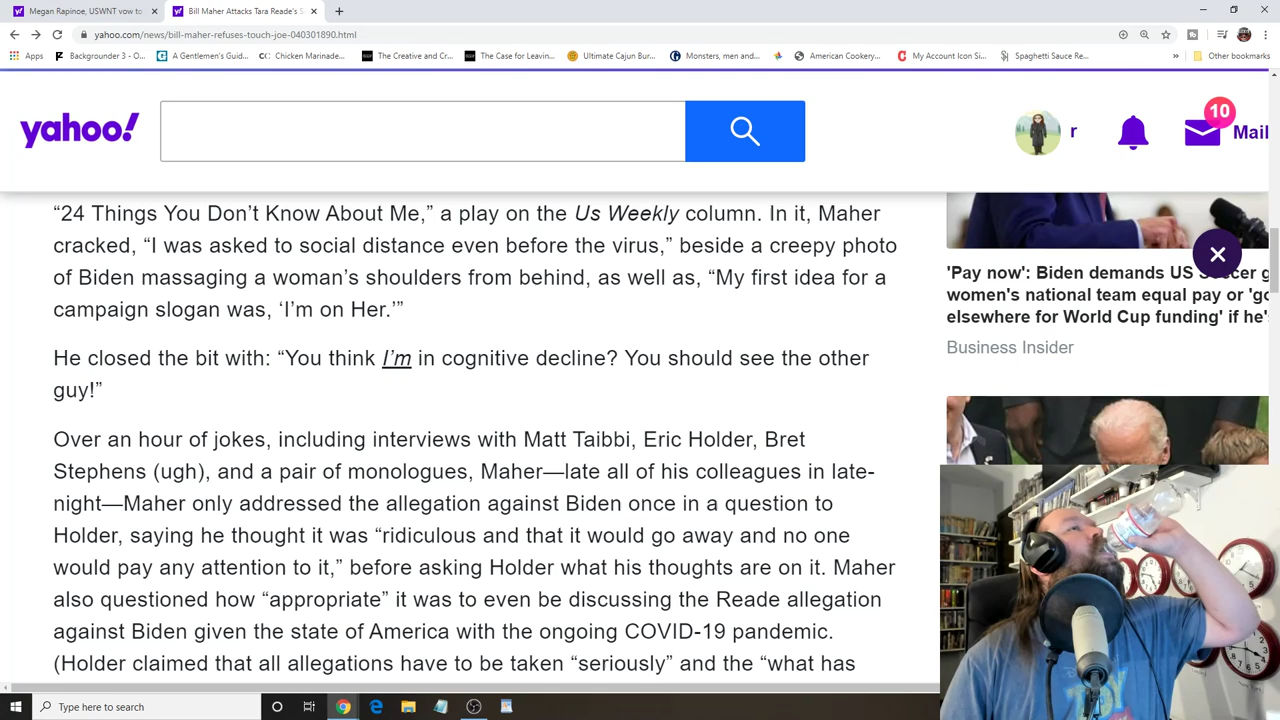 Megan Rapinoe, USWNT vow to
Bill Maher Attacks Tara Reade's S
yahoo.com/news/bill-maher-refuses-touch-joe-040301890.html
Apps
Backgrounder 3 - O...
A Gentlemen's Guid...
Chicken Marinade...
The Creative and Cr...
The Case for Leavin...
Ultimate Cajun Bur...
Monsters, men and...
American Cookery...
My Account Icon Si...
Spaghetti Sauce Re...
Other bookmarks
yahoo!
r
10
Mail
“24 Things You Don’t Know About Me,” a play on the Us Weekly column. In it, Maher
cracked, “I was asked to social distance even before the virus,” beside a creepy photo
of Biden massaging a woman’s shoulders from behind, as well as, “My first idea for a
campaign slogan was, ‘I’m on Her.’”
He closed the bit with: “You think I’m in cognitive decline? You should see the other
guy!”
Over an hour of jokes, including interviews with Matt Taibbi, Eric Holder, Bret
Stephens (ugh), and a pair of monologues, Maher—late all of his colleagues in late-
night—Maher only addressed the allegation against Biden once in a question to
Holder, saying he thought it was “ridiculous and that it would go away and no one
would pay any attention to it,” before asking Holder what his thoughts are on it. Maher
also questioned how “appropriate” it was to even be discussing the Reade allegation
against Biden given the state of America with the ongoing COVID-19 pandemic.
(Holder claimed that all allegations have to be taken “seriously” and the “what has
'Pay now': Biden demands US
women's national team equal pay or 'go
elsewhere for World Cup funding' if he's
Business Insider
Type here to search